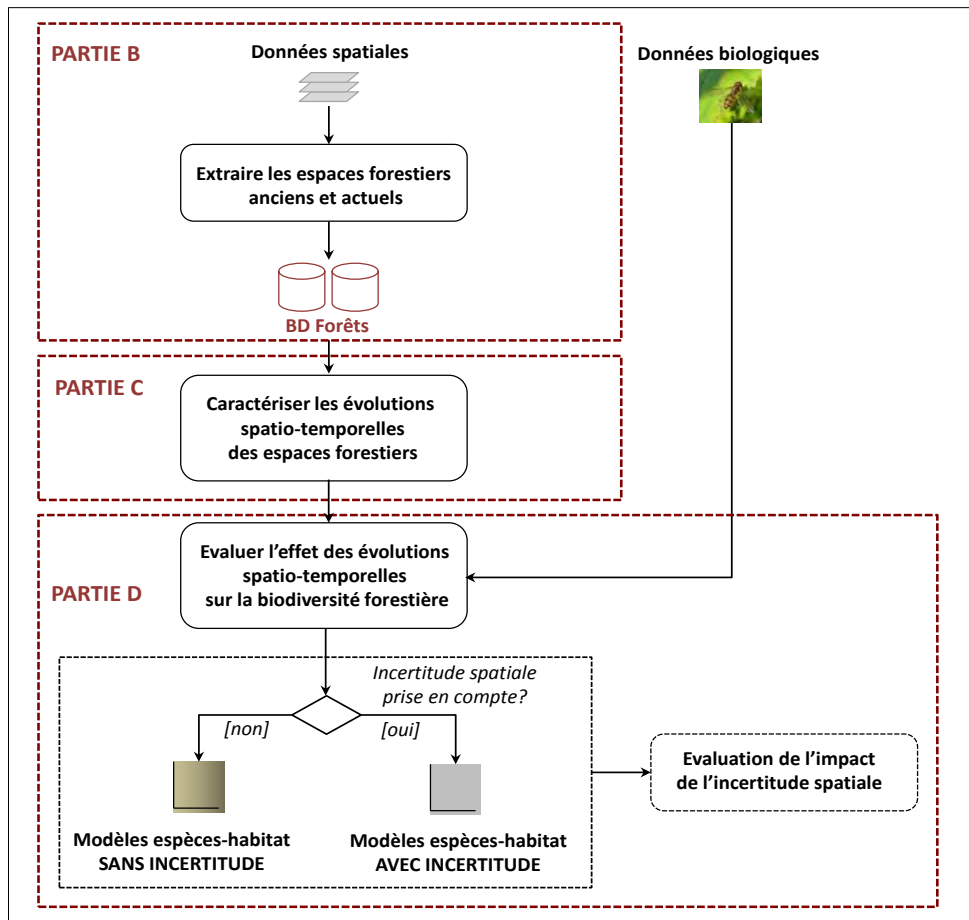 PARTIE B
Données spatiales
Données biologiques
Extraire les espaces forestiers
anciens et actuels
BD Forêts
PARTIE C
Caractériser les évolutions
spatio-temporelles
des espaces forestiers
PARTIE D
Evaluer l’effet des évolutions
spatio-temporelles
sur la biodiversité forestière
Incertitude spatiale
prise en compte?
[non]
[oui]
Modèles espèces-habitat
SANS INCERTITUDE
Modèles espèces-habitat
AVEC INCERTITUDE
Evaluation de l’impact
de l’incertitude spatiale